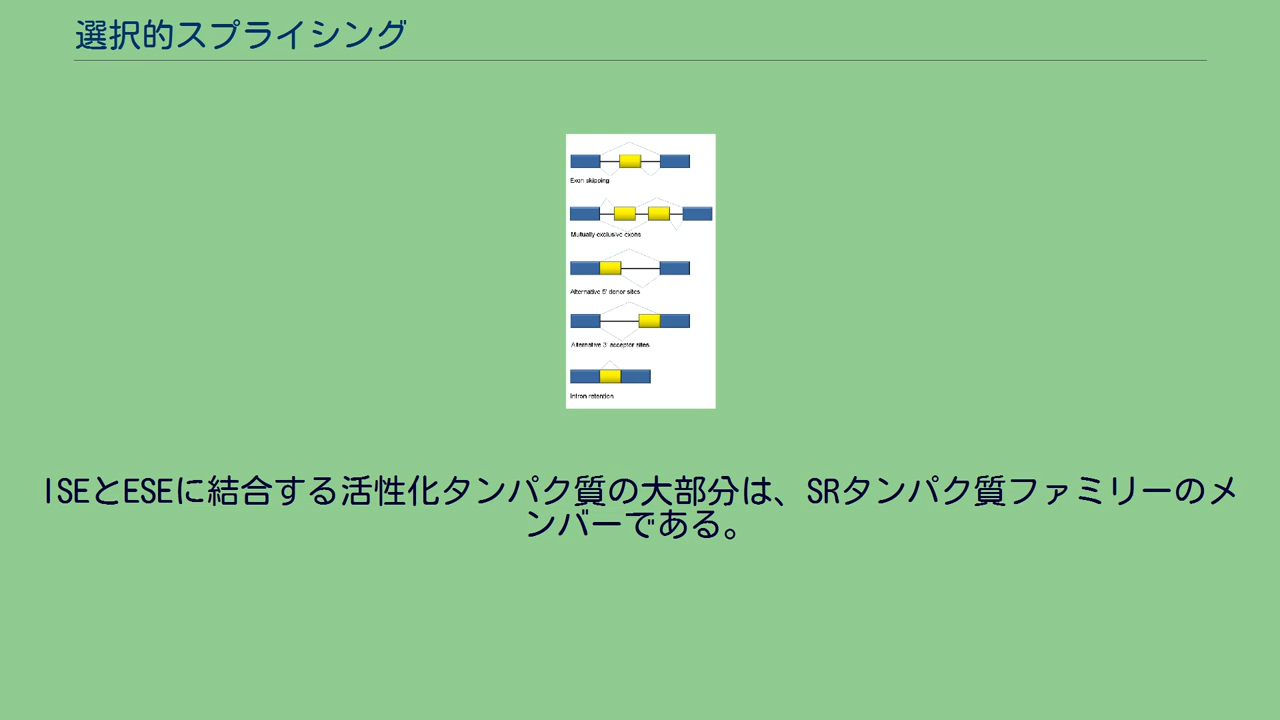 選択的スプライシング
Exon skipping
Mutually exclusive exons
Alternative 5' donor sites
Alternative 3' acceptor sites
Intron retention
ISEとESEに結合する活性化タンパク質の大部分は、SRタンパク質ファミリーのメ
ンバーである。